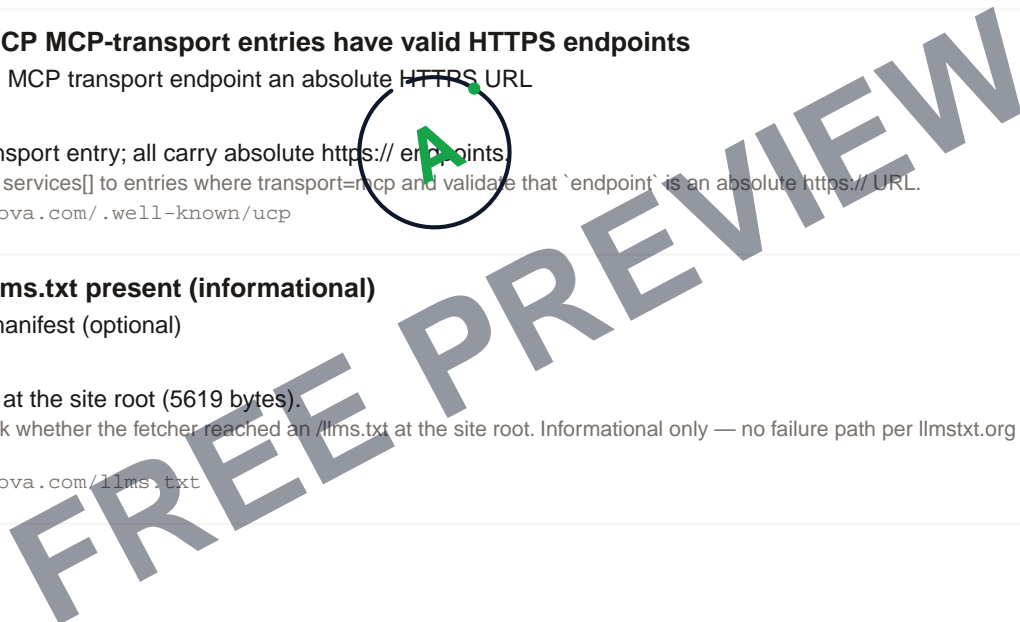 CP MCP-transport entries have valid HTTPS endpoints
MCP transport endpoint an absolute HTTPS URL
nsport entry; all carry absolute https:// endpoints.
services[] to entries where transport=mcp and validate that `endpoint` is an absolute https:// URL.
ova.com/.well-known/ucp
A
ms.txt present (informational)
manifest (optional)
at the site root (5619 bytes).
k whether the fetcher reached an /llms.txt at the site root. Informational only — no failure path per llmstxt.org
ova.com/llms.txt
FREE PREVIEW